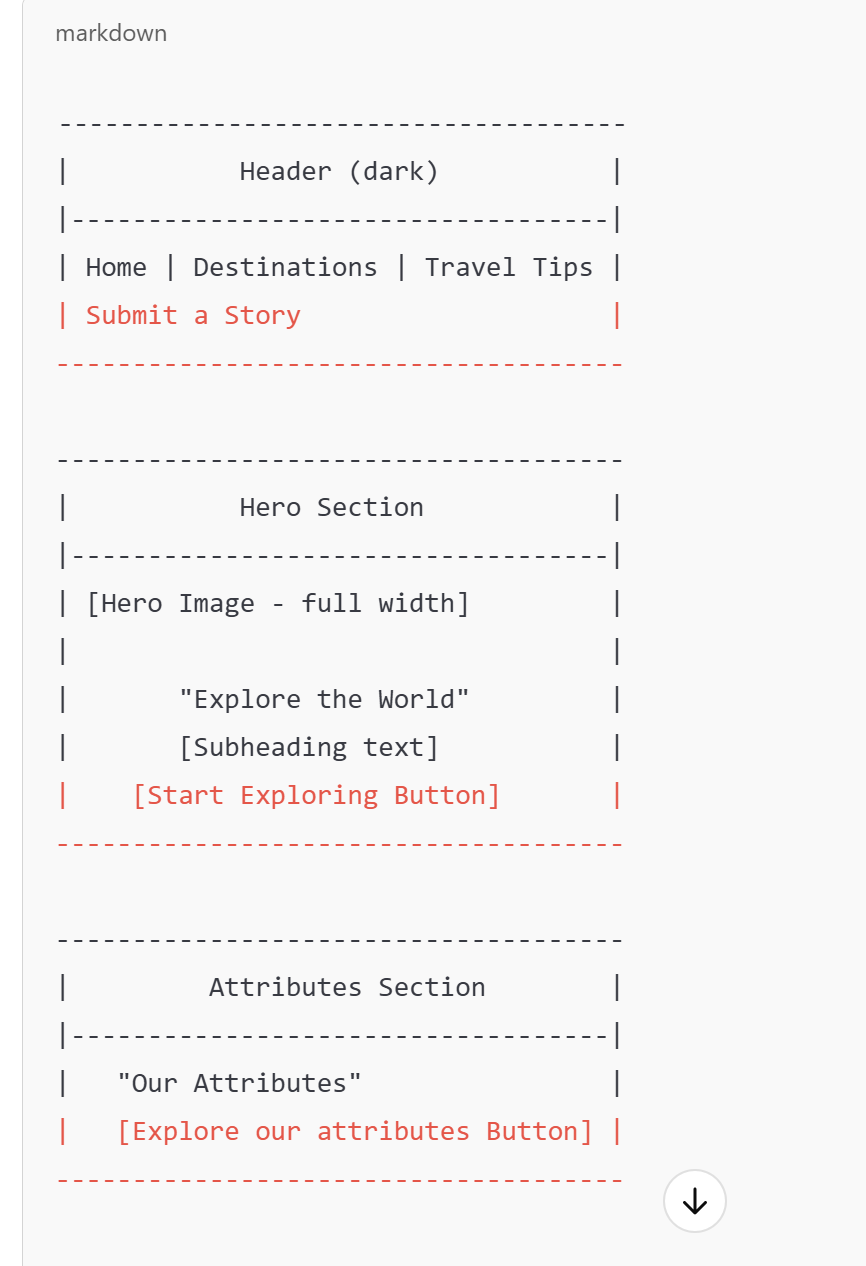 markdown
-------------------------------------
|           Header (dark)           |
|-----------------------------------|
| Home | Destinations | Travel Tips |
| Submit a Story                    |
-------------------------------------
-------------------------------------
|           Hero Section            |
|-----------------------------------|
| [Hero Image - full width]         |
|                                   |
|       "Explore the World"         |
|       [Subheading text]           |
|    [Start Exploring Button]       |
-------------------------------------
-------------------------------------
|         Attributes Section        |
|-----------------------------------|
|   "Our Attributes"                |
|   [Explore our attributes Button] |
-------------------------------------